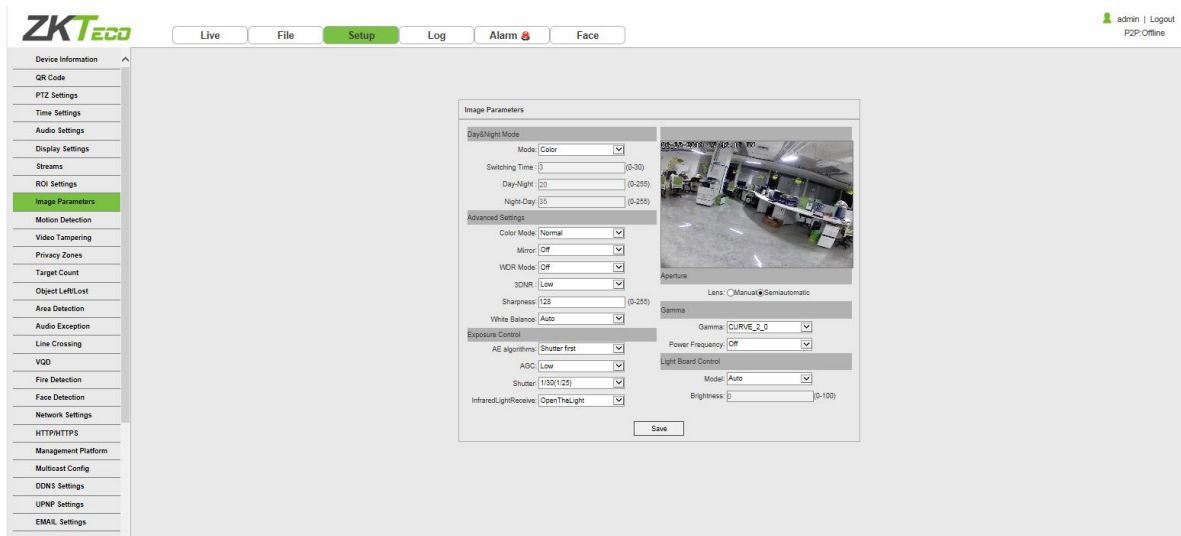 ZKTeco
Live
File
Setup
Log
Alarm
Face
admin | Logout
P2P:Offline
Device Information
QR Code
PTZ Settings
Time Settings
Audio Settings
Display Settings
Streams
ROI Settings
Image Parameters
Motion Detection
Video Tampering
Privacy Zones
Target Count
Object Left/Lost
Area Detection
Audio Exception
Line Crossing
VQD
Fire Detection
Face Detection
Network Settings
HTTP/HTTPS
Management Platform
Multicast Config
DDNS Settings
UPNP Settings
EMAIL Settings
Image Parameters
Day&Night Mode
Mode: Color
Switching Time : 3 (0-30)
Day-Night : 20 (0-255)
Night-Day: 35 (0-255)
Advanced Settings
Color Mode: Normal
Mirror: Off
WDR Mode: Off
3DNR : Low
Sharpness: 128 (0-255)
White Balance: Auto
Exposure Control
AE algorithms: Shutter first
AGC: Low
Shutter: 1/30(1/25)
InfraredLightReceive: OpenTheLight
Aperture
Lens: Manual Semiautomatic
Gamma
Gamma: CURVE_2_0
Power Frequency: Off
Light Board Control
Model: Auto
Brightness: 0 (0-100)
Save